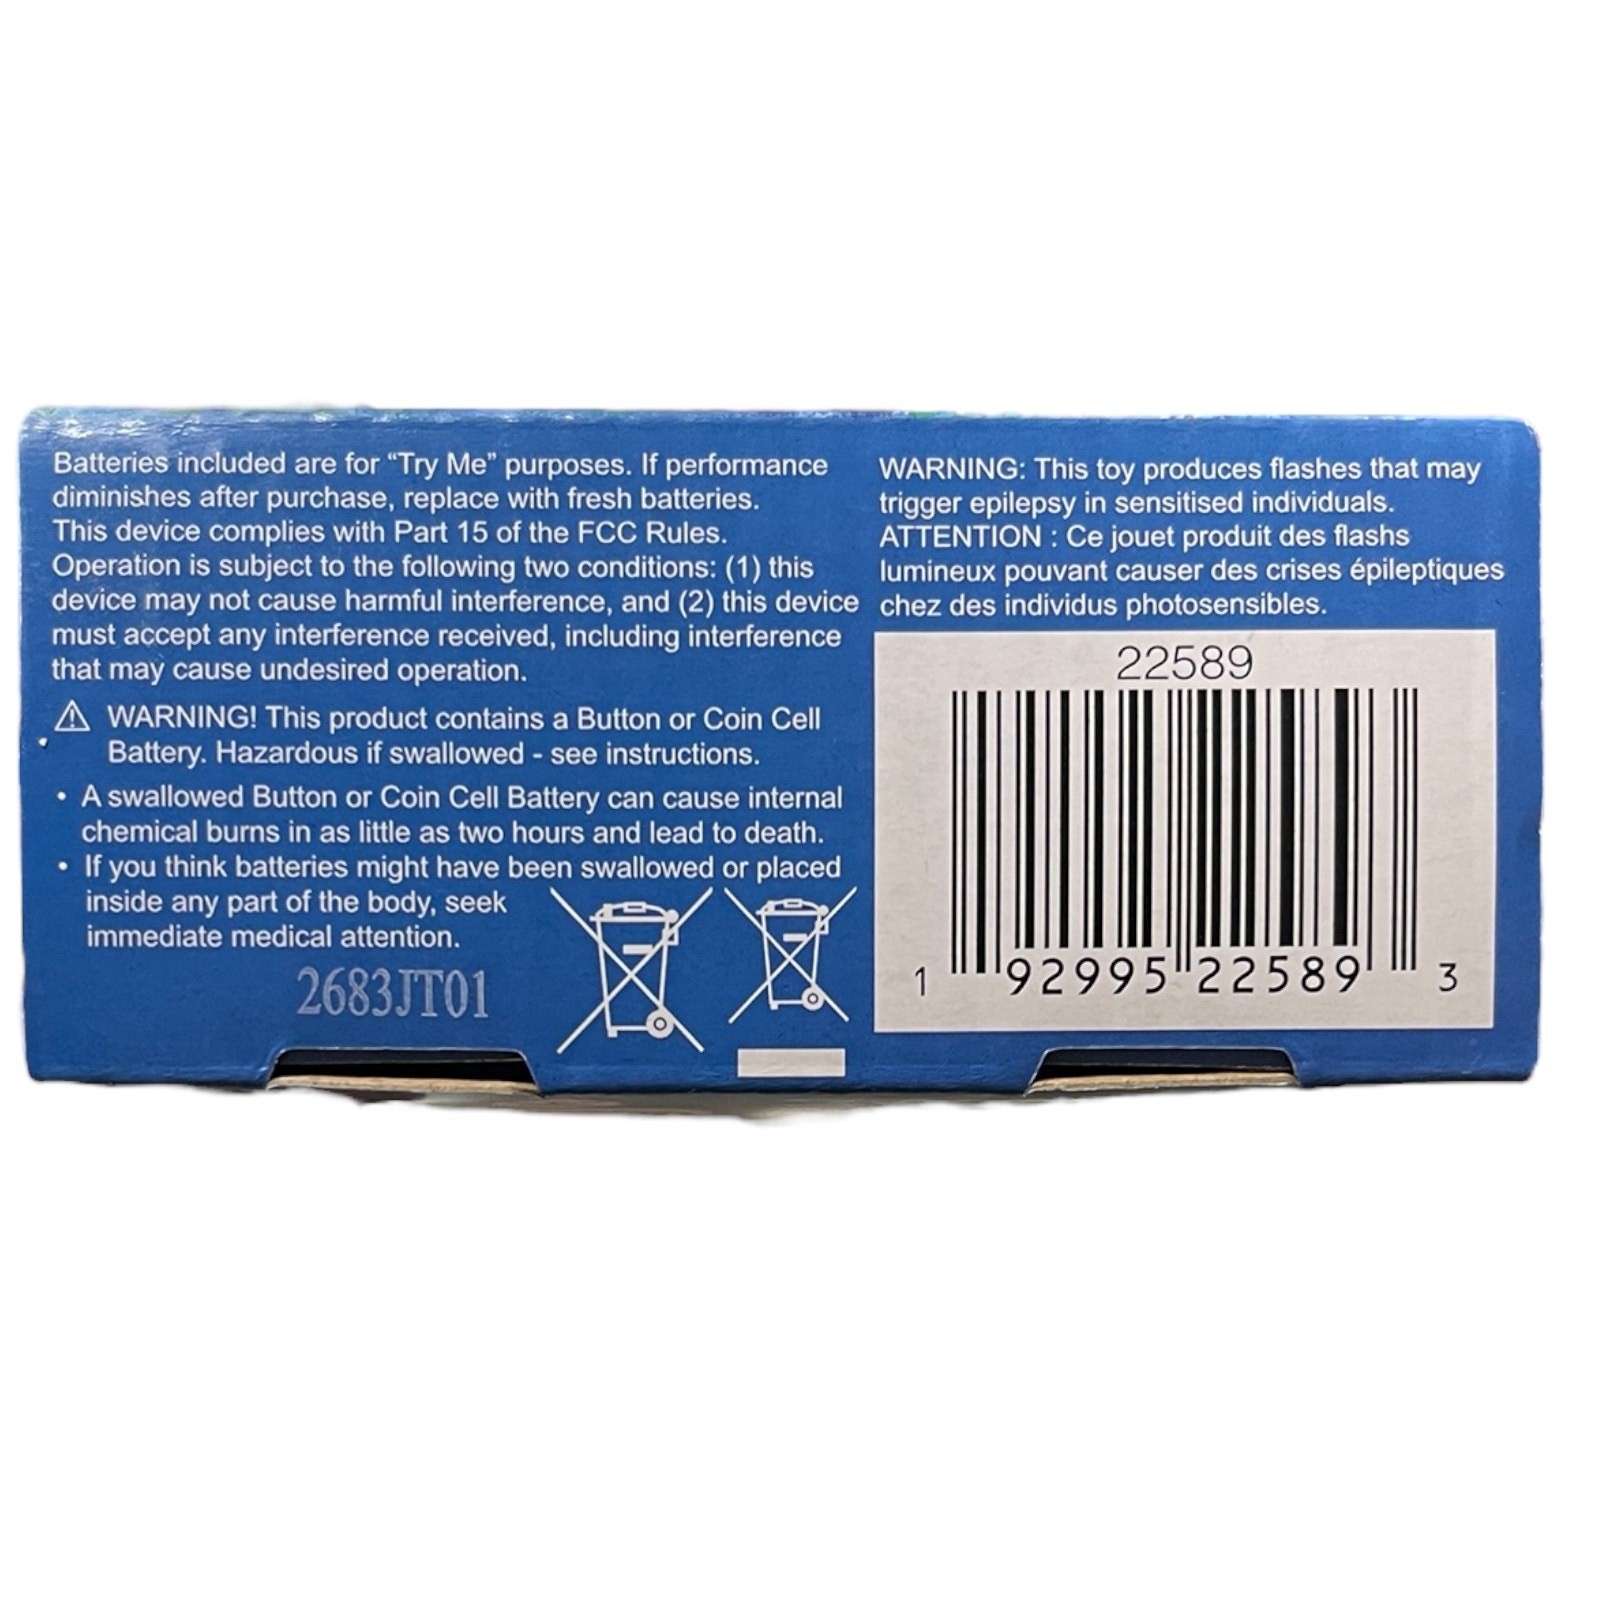 Batteries included are for “Try Me” purposes. If performance
diminishes after purchase, replace with fresh batteries.
This device complies with Part 15 of the FCC Rules.
Operation is subject to the following two conditions: (1) this
device may not cause harmful interference, and (2) this device
must accept any interference received, including interference
that may cause undesired operation.
⚠ WARNING! This product contains a Button or Coin Cell
Battery. Hazardous if swallowed - see instructions.
• A swallowed Button or Coin Cell Battery can cause internal
chemical burns in as little as two hours and lead to death.
• If you think batteries might have been swallowed or placed
inside any part of the body, seek
immediate medical attention.
2683JT01
WARNING: This toy produces flashes that may
trigger epilepsy in sensitised individuals.
ATTENTION : Ce jouet produit des flashs
lumineux pouvant causer des crises épileptiques
chez des individus photosensibles.
22589
1 92995 22589 3